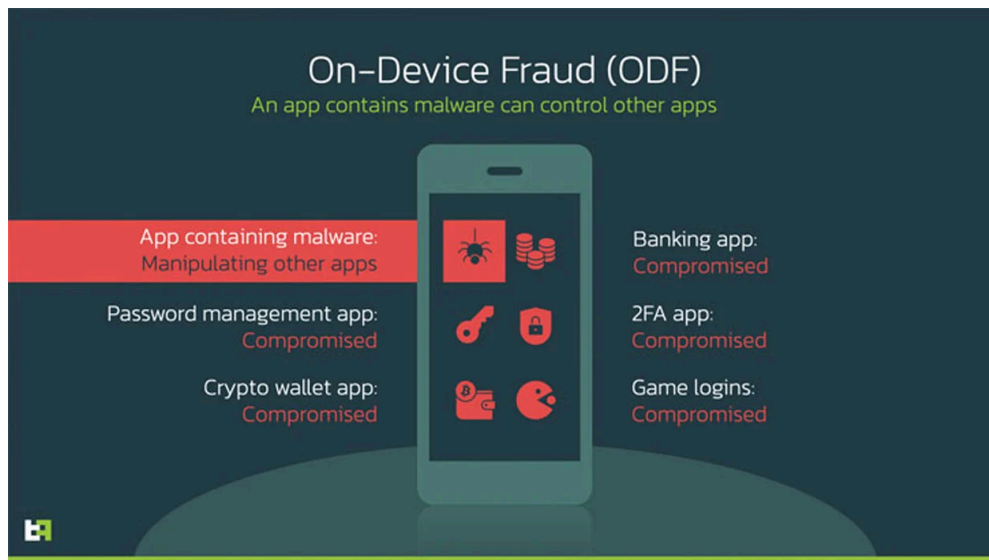 On-Device Fraud (ODF)
An app contains malware can control other apps
App containing malware:
Manipulating other apps
Password management app:
Compromised
Crypto wallet app:
Compromised
Banking app:
Compromised
2FA app:
Compromised
Game logins:
Compromised